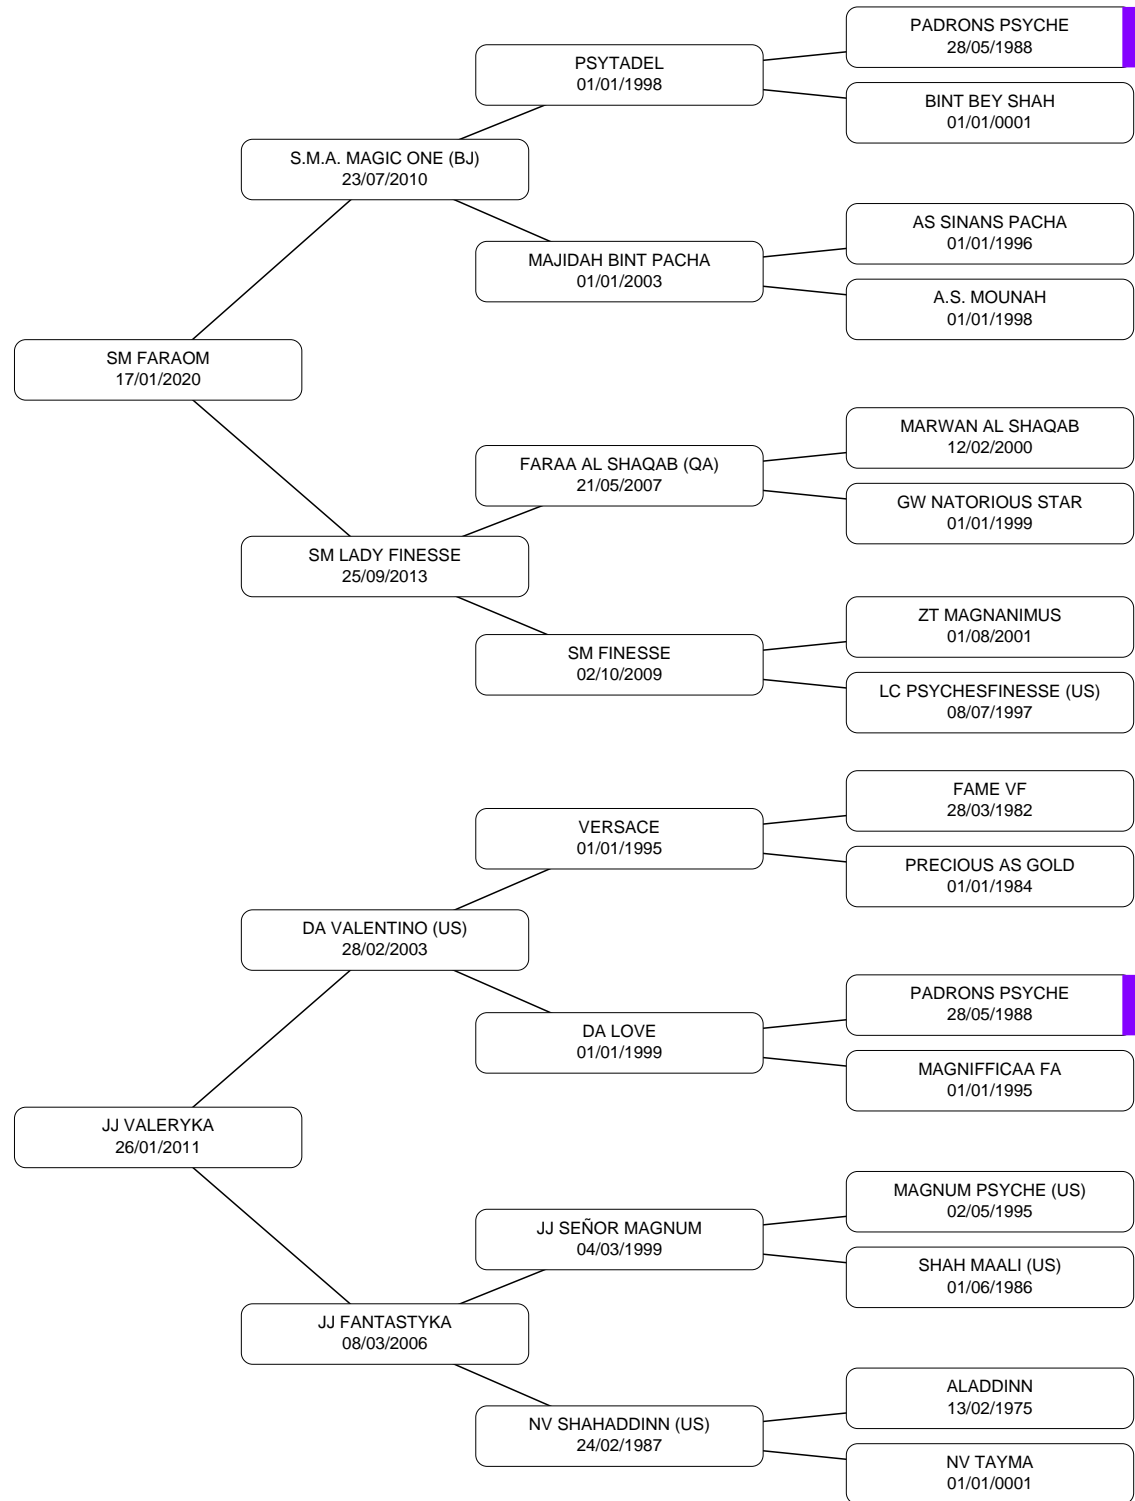 PADRONS PSYCHE
28/05/1988
PSYTADEL
01/01/1998
BINT BEY SHAH
01/01/0001
S.M.A. MAGIC ONE (BJ)
23/07/2010
AS SINANS PACHA
01/01/1996
MAJIDAH BINT PACHA
01/01/2003
A.S. MOUNAH
01/01/1998
SM FARAOM
17/01/2020
MARWAN AL SHAQAB
12/02/2000
FARAA AL SHAQAB (QA)
21/05/2007
GW NATORIOUS STAR
01/01/1999
SM LADY FINESSE
25/09/2013
ZT MAGNANIMUS
01/08/2001
SM FINESSE
02/10/2009
LC PSYCHESFINESSE (US)
08/07/1997
FAME VF
28/03/1982
VERSACE
01/01/1995
PRECIOUS AS GOLD
01/01/1984
DA VALENTINO (US)
28/02/2003
PADRONS PSYCHE
28/05/1988
DA LOVE
01/01/1999
MAGNIFFICAA FA
01/01/1995
JJ VALERYKA
26/01/2011
MAGNUM PSYCHE (US)
02/05/1995
JJ SEÑOR MAGNUM
04/03/1999
SHAH MAALI (US)
01/06/1986
JJ FANTASTYKA
08/03/2006
ALADDINN
13/02/1975
NV SHAHADDINN (US)
24/02/1987
NV TAYMA
01/01/0001